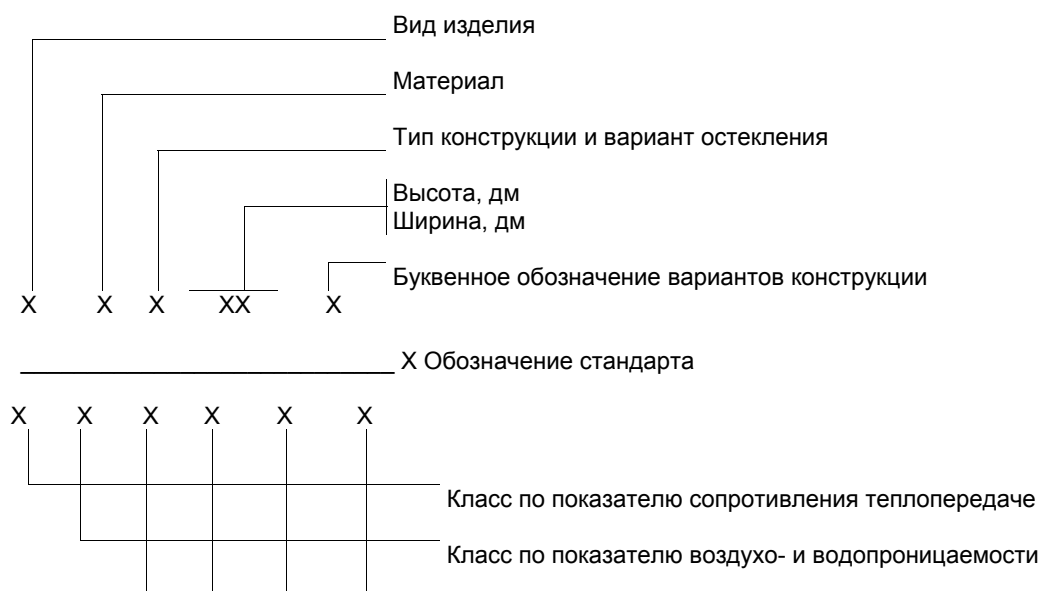 Вид изделия
Материал
Тип конструкции и вариант остекления
Высота, дм
Ширина, дм
Буквенное обозначение вариантов конструкции
Х Х Х ХХ Х
Х Обозначение стандарта
Х Х Х Х Х Х
Класс по показателю сопротивления теплопередаче
Класс по показателю воздухо- и водопроницаемости